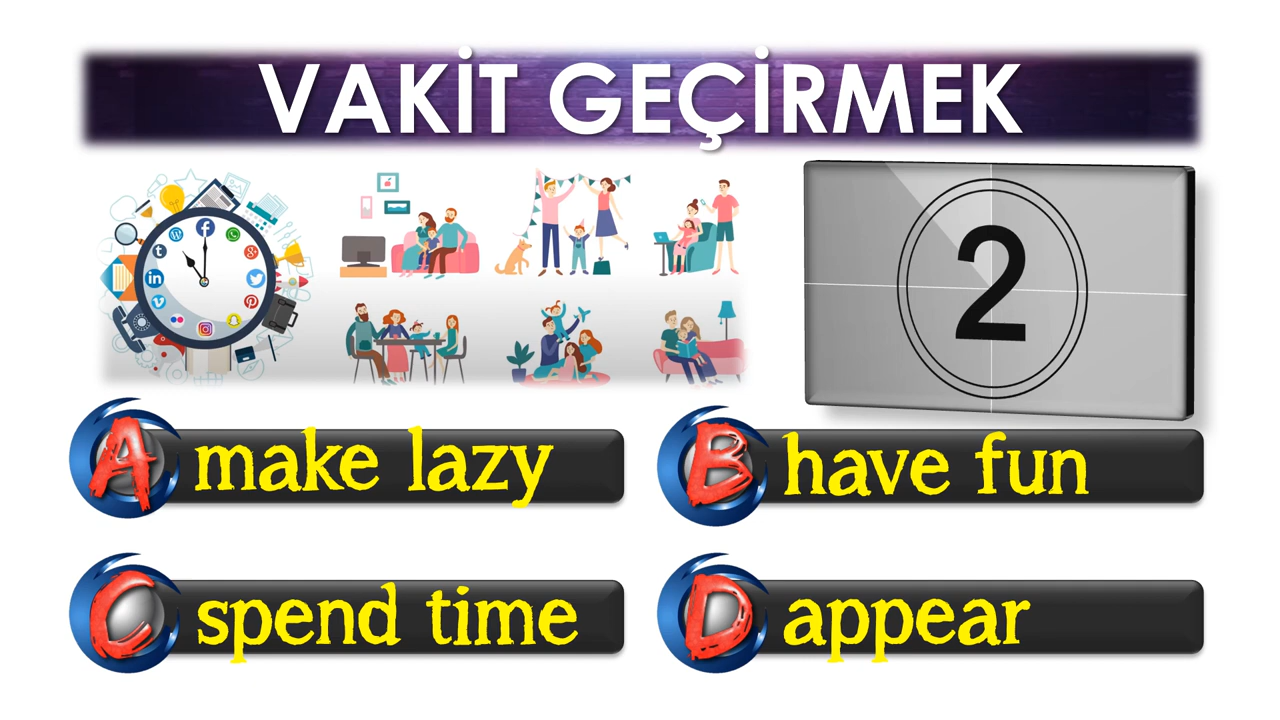 VAKİT GEÇİRMEK
2
A make lazy
B have fun
C spend time
D appear